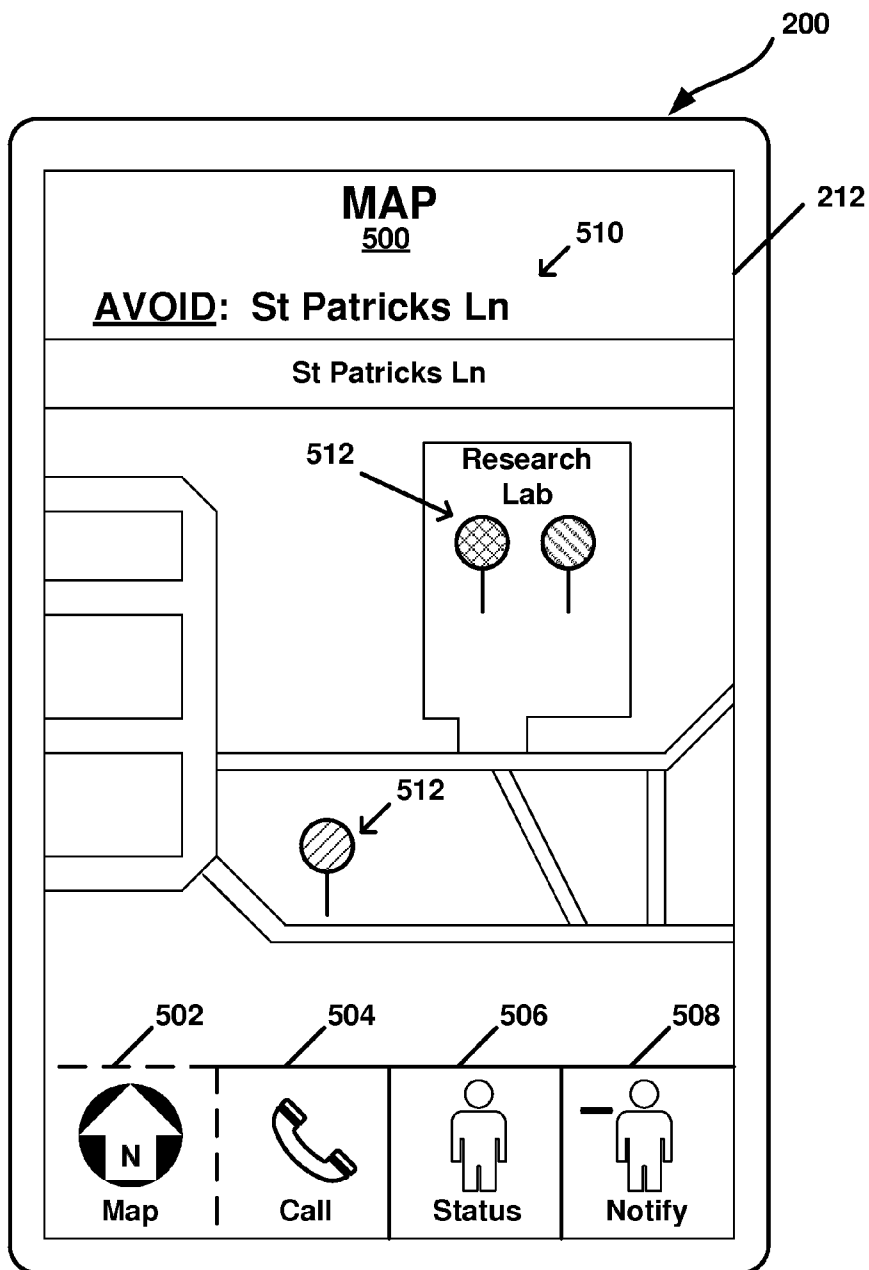 200
212
MAP
500
510
AVOID: St Patricks Ln
St Patricks Ln
512
Research
Lab
512
502
504
506
508
N
Map
Call
Status
Notify